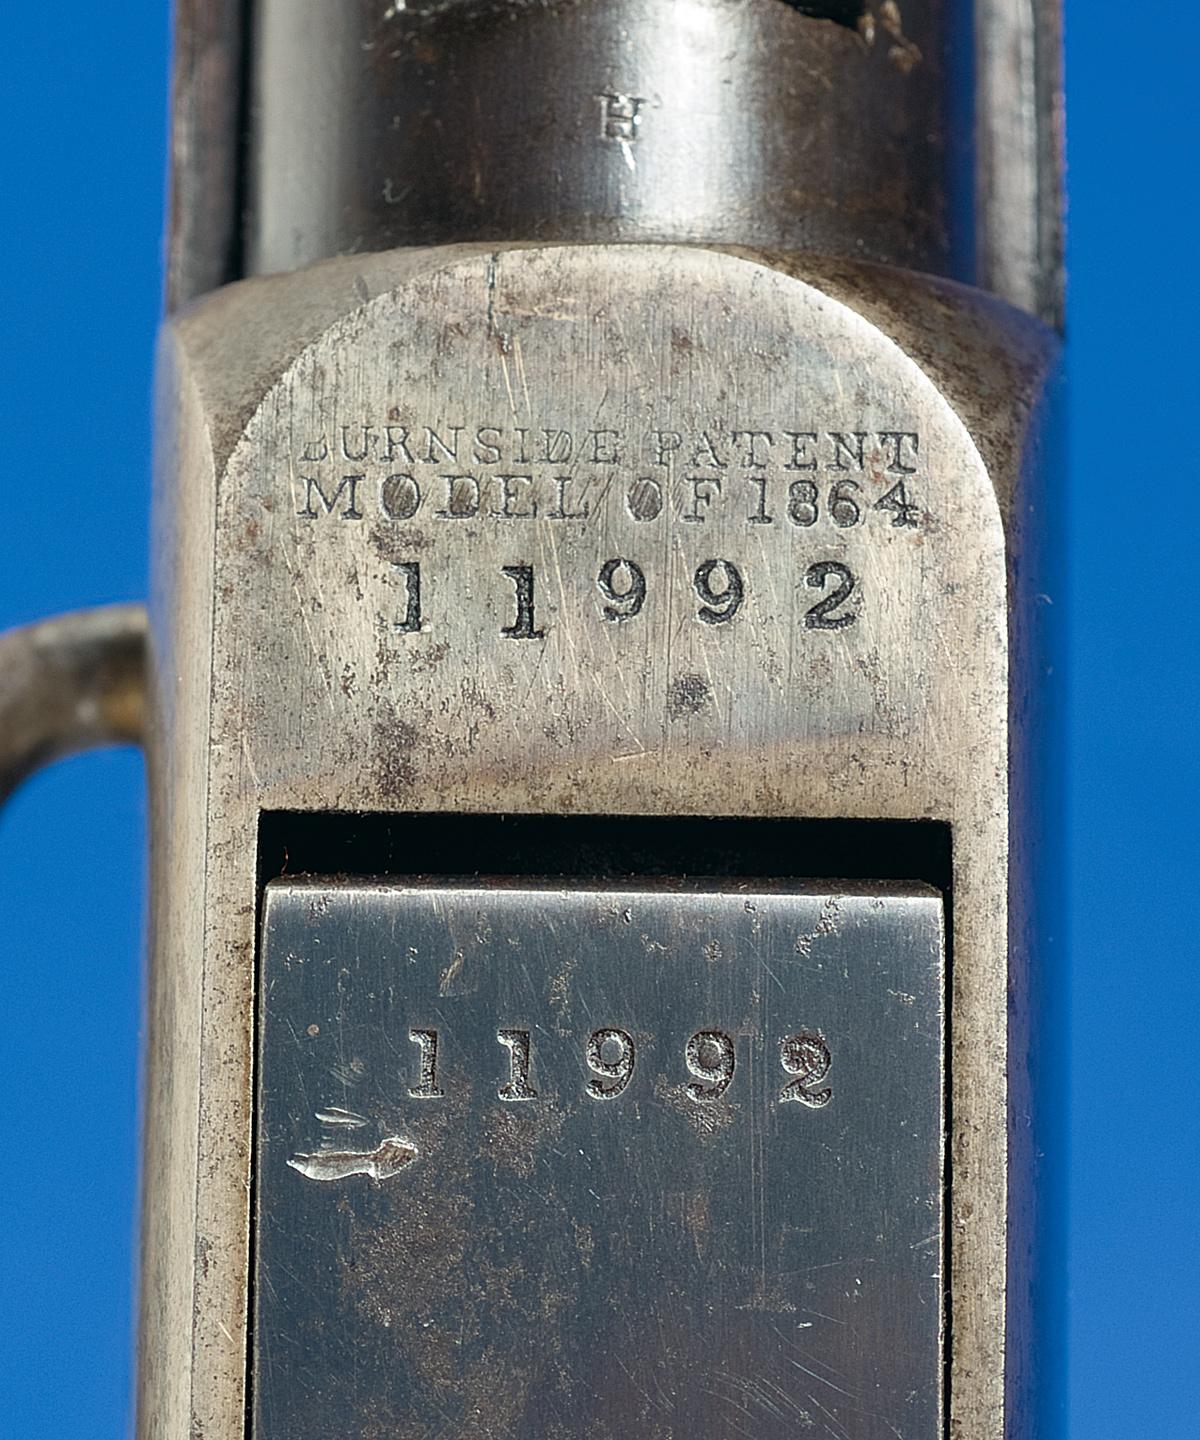 H
BURNSIDE PATENT
MODEL OF 1864
11992
11992